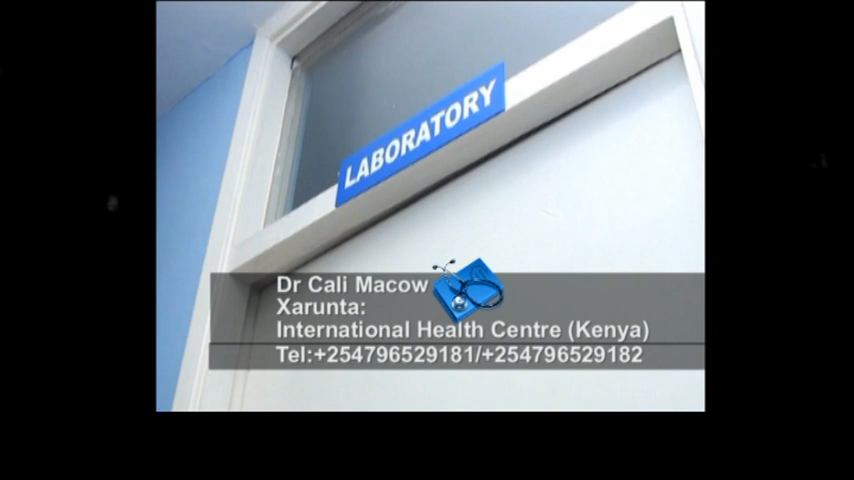 LABORATORY
Dr Cali Macow
Xarunta:
International Health Centre (Kenya)
Tel:+254796529181/+254796529182